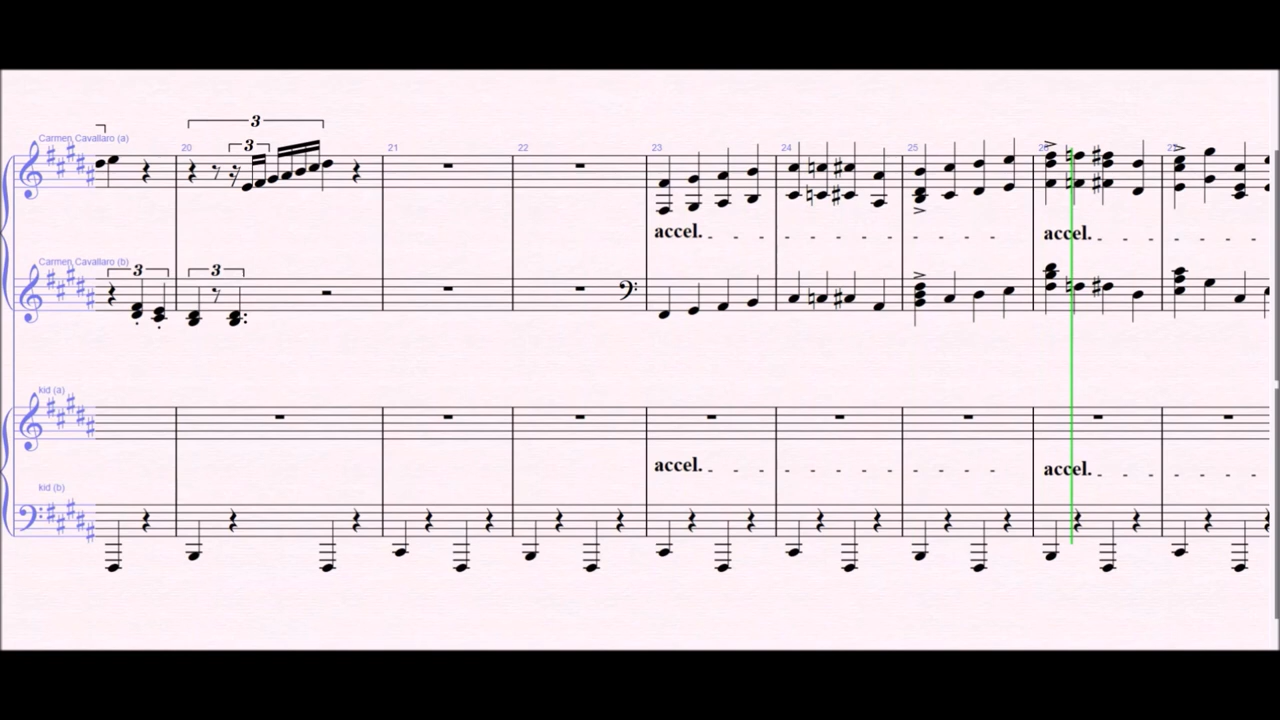 Carmen Cavallaro (a)
3
3
20
21
22
23
24
25
accel.
accel.
Carmen Cavallaro (b)
3
3
kid (a)
accel.
accel.
kid (b)